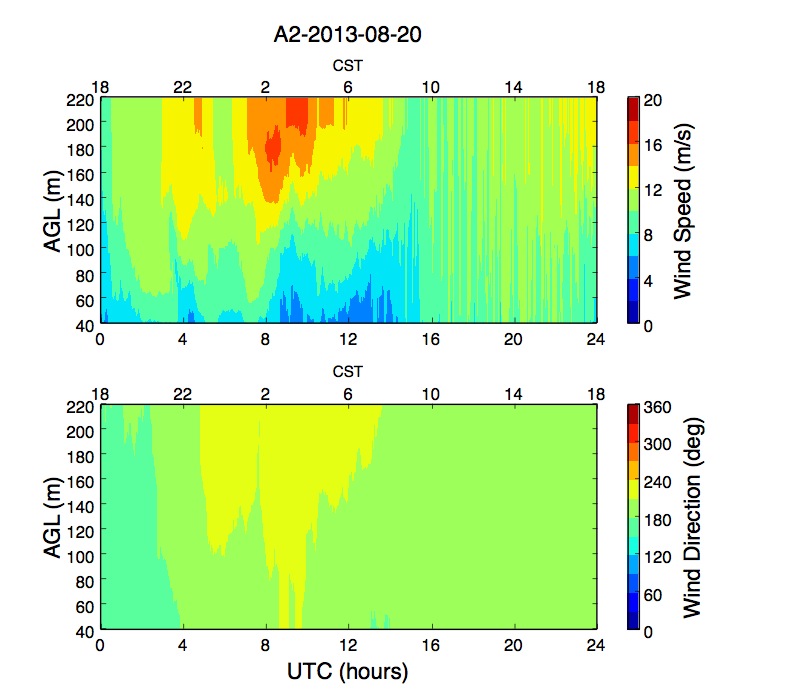 A2-2013-08-20
CST
18 22 2 6 10 14 18
220
200
180
160
140
120
100
80
60
40
AGL (m)
0 4 8 12 16 20 24
20
16
12
8
4
0
Wind Speed (m/s)
CST
18 22 2 6 10 14 18
220
200
180
160
140
120
100
80
60
40
AGL (m)
0 4 8 12 16 20 24
UTC (hours)
360
300
240
180
120
60
0
Wind Direction (deg)